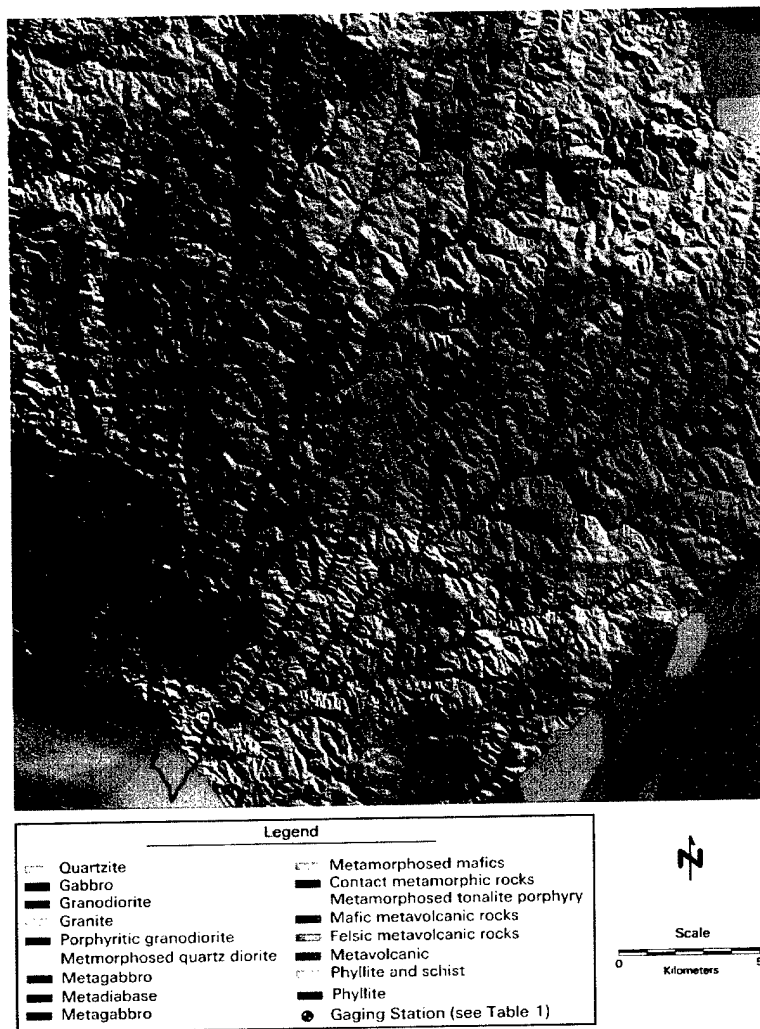 Legend
Quartzite
Gabbro
Granodiorite
Granite
Porphyritic granodiorite
Metmorphosed quartz diorite
Metagabbro
Metadiabase
Metagabbro
Metamorphosed mafics
Contact metamorphic rocks
Metamorphosed tonalite porphyry
Mafic metavolcanic rocks
Felsic metavolcanic rocks
Metavolcanic
Phyllite and schist
Phyllite
Gaging Station (see Table 1)
N
Scale
0 5
Kilometers